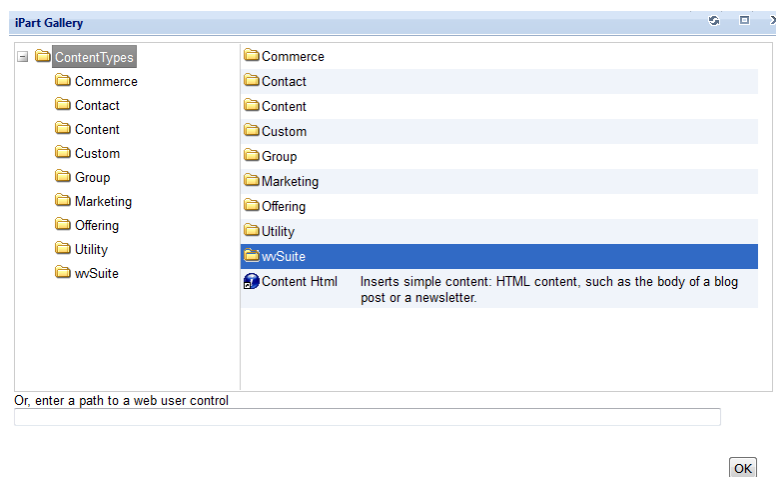 iPart Gallery
ContentTypes
Commerce
Contact
Content
Custom
Group
Marketing
Offering
Utility
wvSuite
Commerce
Contact
Content
Custom
Group
Marketing
Offering
Utility
wvSuite
Content Html Inserts simple content: HTML content, such as the body of a blog
post or a newsletter.
Or, enter a path to a web user control
OK